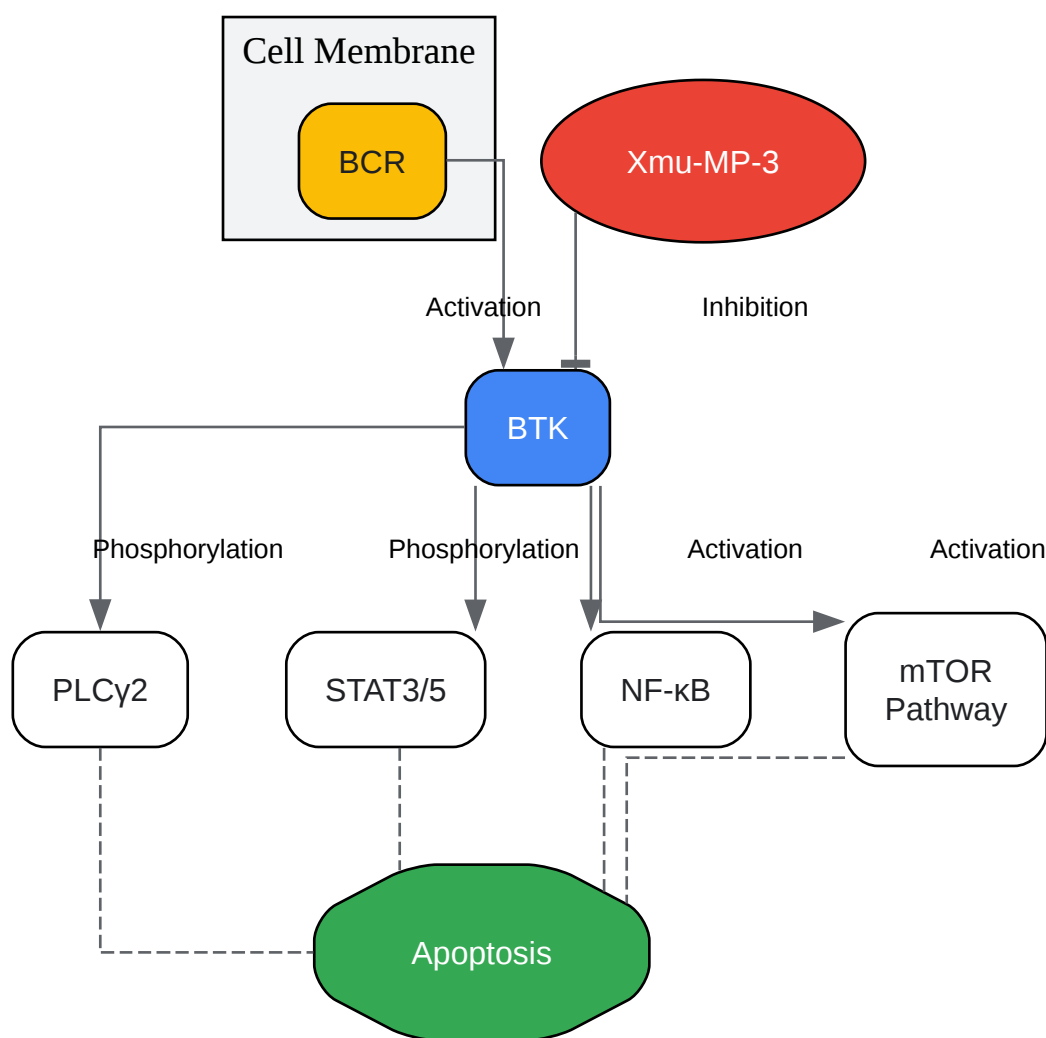 Cell Membrane
BCR
Xmu-MP-3
Activation
Inhibition
BTK
Phosphorylation
Phosphorylation
Activation
Activation
PLCγ2
STAT3/5
NF-κB
mTOR
Pathway
Apoptosis